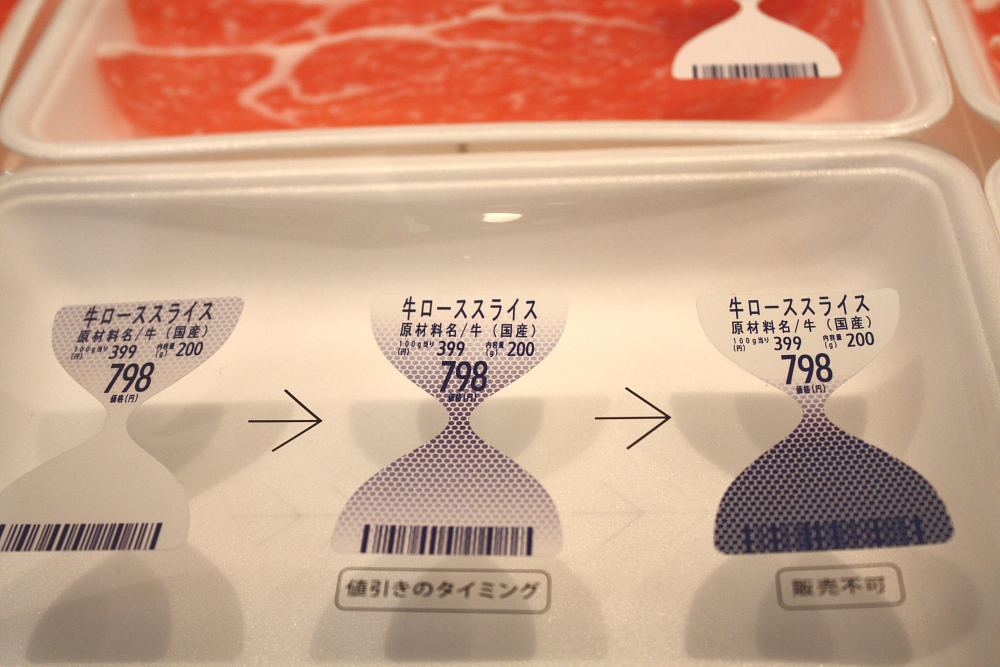 牛ローススライス
原材料名/牛（国産）
100g当り(円) 399 内容量(g) 200
798
価格(円)
牛ローススライス
原材料名/牛（国産）
100g当り(円) 399 内容量(g) 200
798
価格(円)
値引きのタイミング
牛ローススライス
原材料名/牛（国産）
100g当り(円) 399 内容量(g) 200
798
価格(円)
販売不可